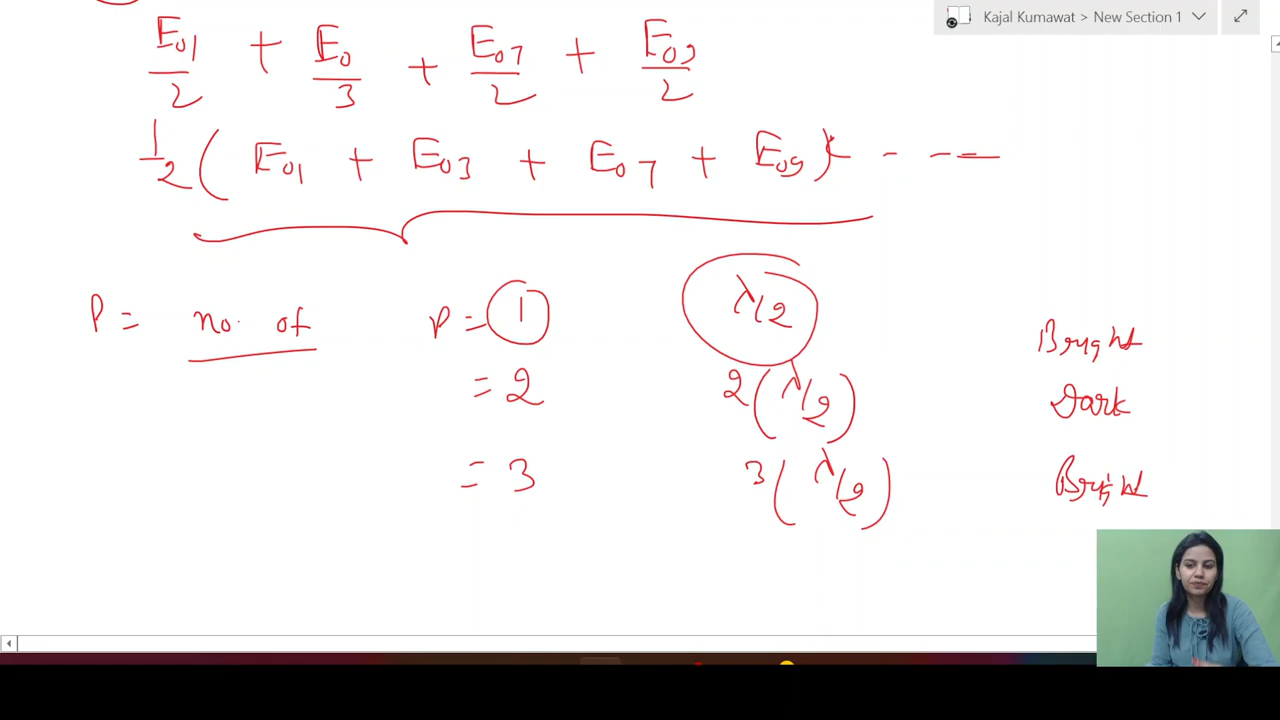 Kajal Kumawat > New Section 1
E01/2 + E0/3 + E07/2 + E09/2
1/2 ( E01 + E03 + E07 + E09 ) - - -
P = no. of P = 1 λ/2 Bright
= 2 2(λ/2) Dark
= 3 3(λ/2) Bright